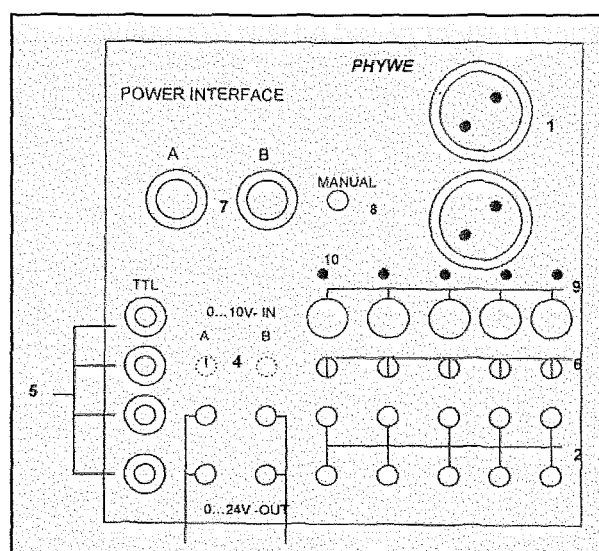 PHYWE
POWER INTERFACE
1
A
B
MANUAL
7
8
10
TTL
0...10V- IN
9
A
B
4
6
5
2
0...24V -OUT